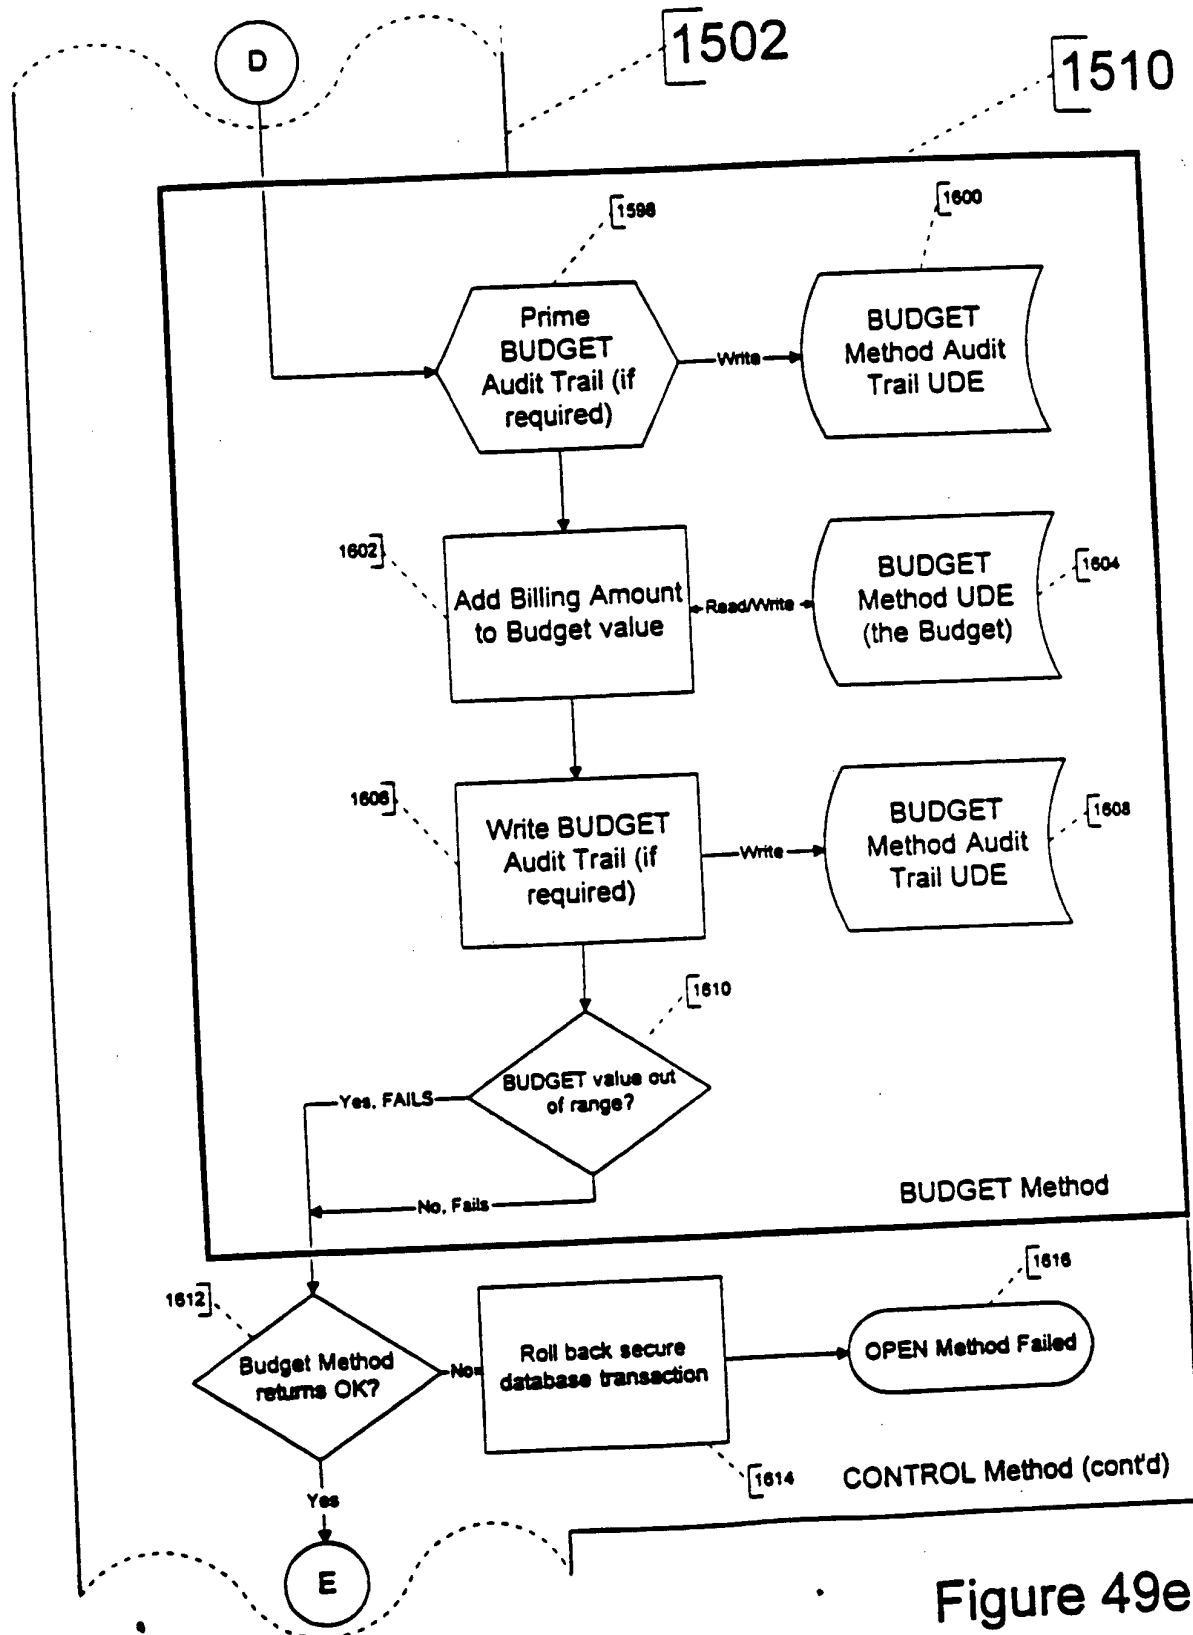 D
1502
1510
1598
1600
Prime
BUDGET
Audit Trail (if
required)
Write
BUDGET
Method Audit
Trail UDE
1602
Add Billing Amount
to Budget value
Read/Write
BUDGET
Method UDE
(the Budget)
1604
1606
Write BUDGET
Audit Trail (if
required)
Write
BUDGET
Method Audit
Trail UDE
1608
1610
BUDGET value out
of range?
Yes, FAILS
No, Fails
BUDGET Method
1612
Budget Method
returns OK?
No
Roll back secure
database transaction
1614
1616
OPEN Method Failed
CONTROL Method (cont'd)
Yes
E
Figure 49e